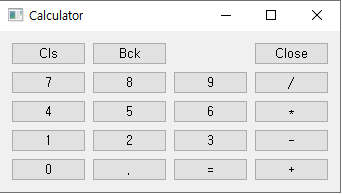 Calculator
Cls Bck Close
7 8 9 /
4 5 6 *
1 2 3 -
0 . = +